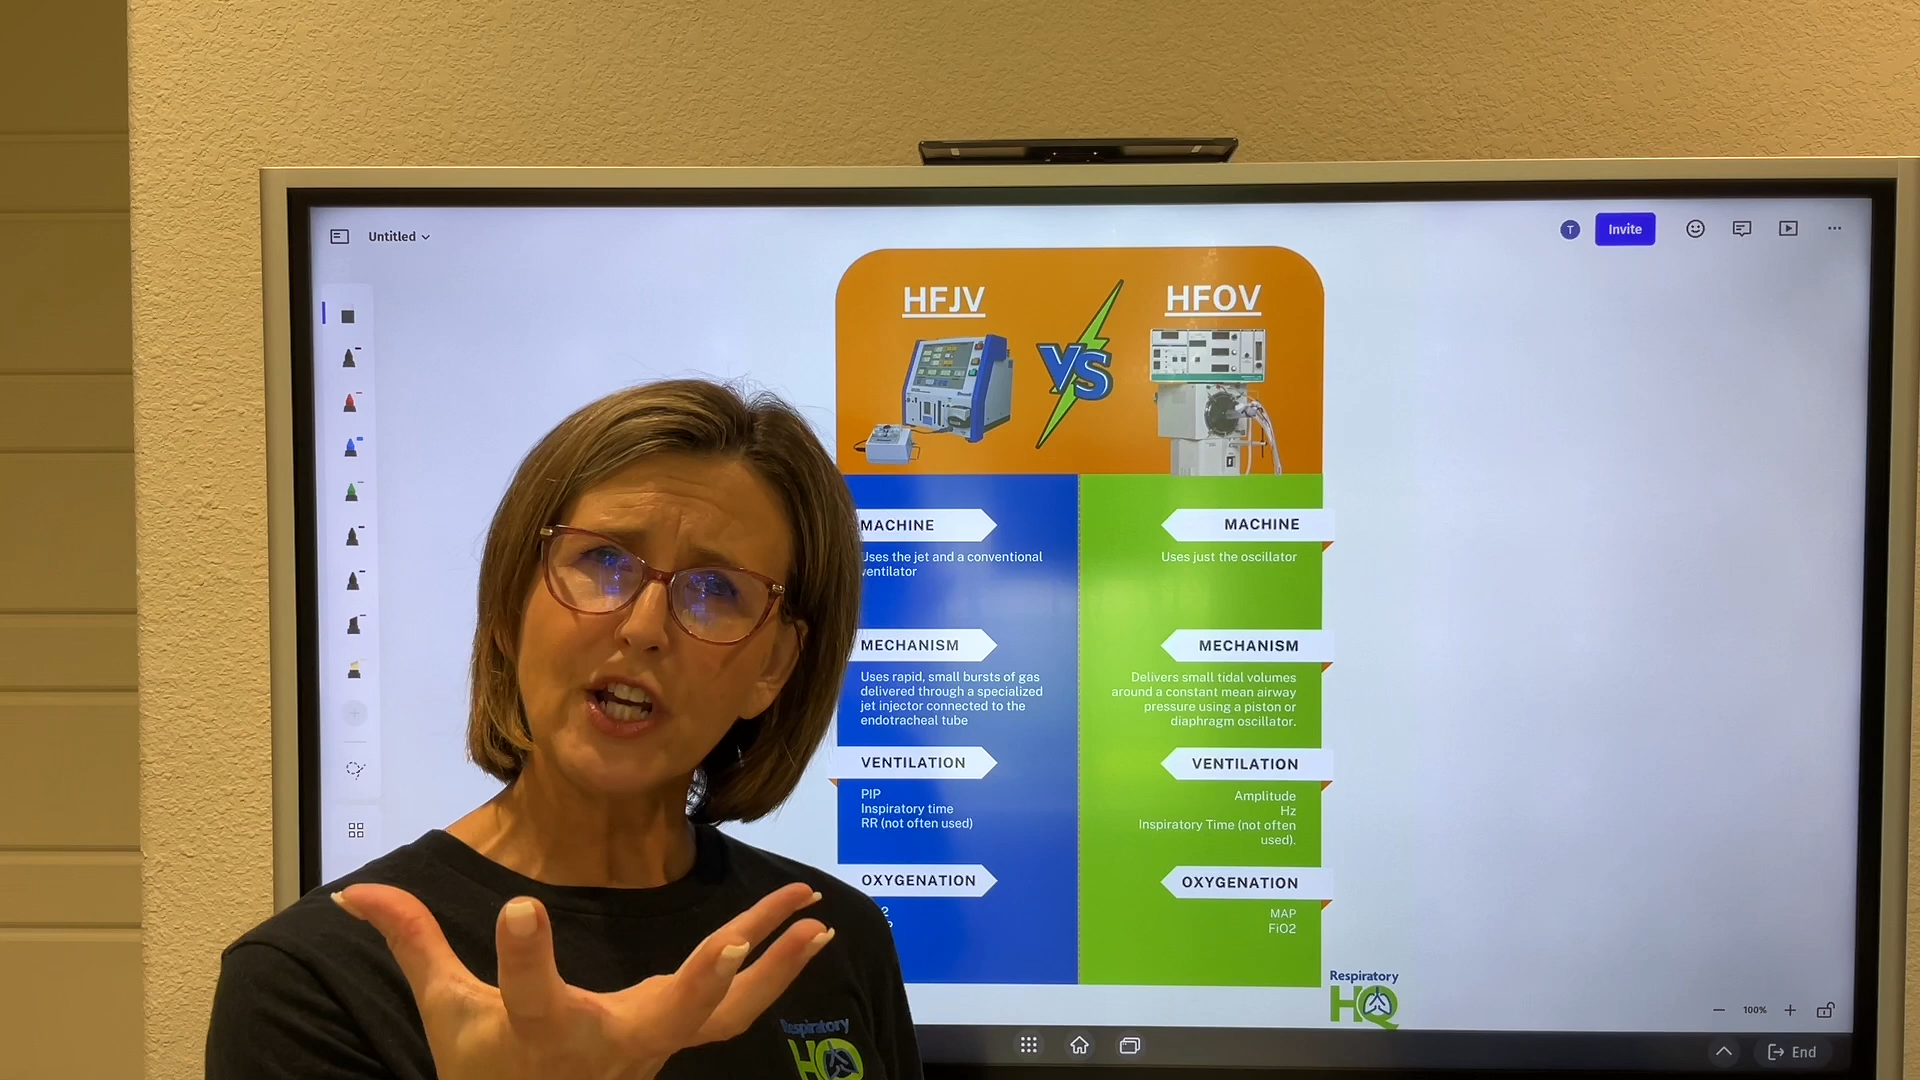 Untitled
T
Invite
HFJV
VS
HFOV
MACHINE
Uses the jet and a conventional
ventilator
MECHANISM
Uses rapid, small bursts of gas
delivered through a specialized
jet injector connected to the
endotracheal tube
VENTILATION
PIP
Inspiratory time
RR (not often used)
OXYGENATION
2
MACHINE
Uses just the oscillator
MECHANISM
Delivers small tidal volumes
around a constant mean airway
pressure using a piston or
diaphragm oscillator.
VENTILATION
Amplitude
Hz
Inspiratory Time (not often
used).
OXYGENATION
MAP
FiO2
Respiratory
HQ
100%
End
Respiratory
HQ